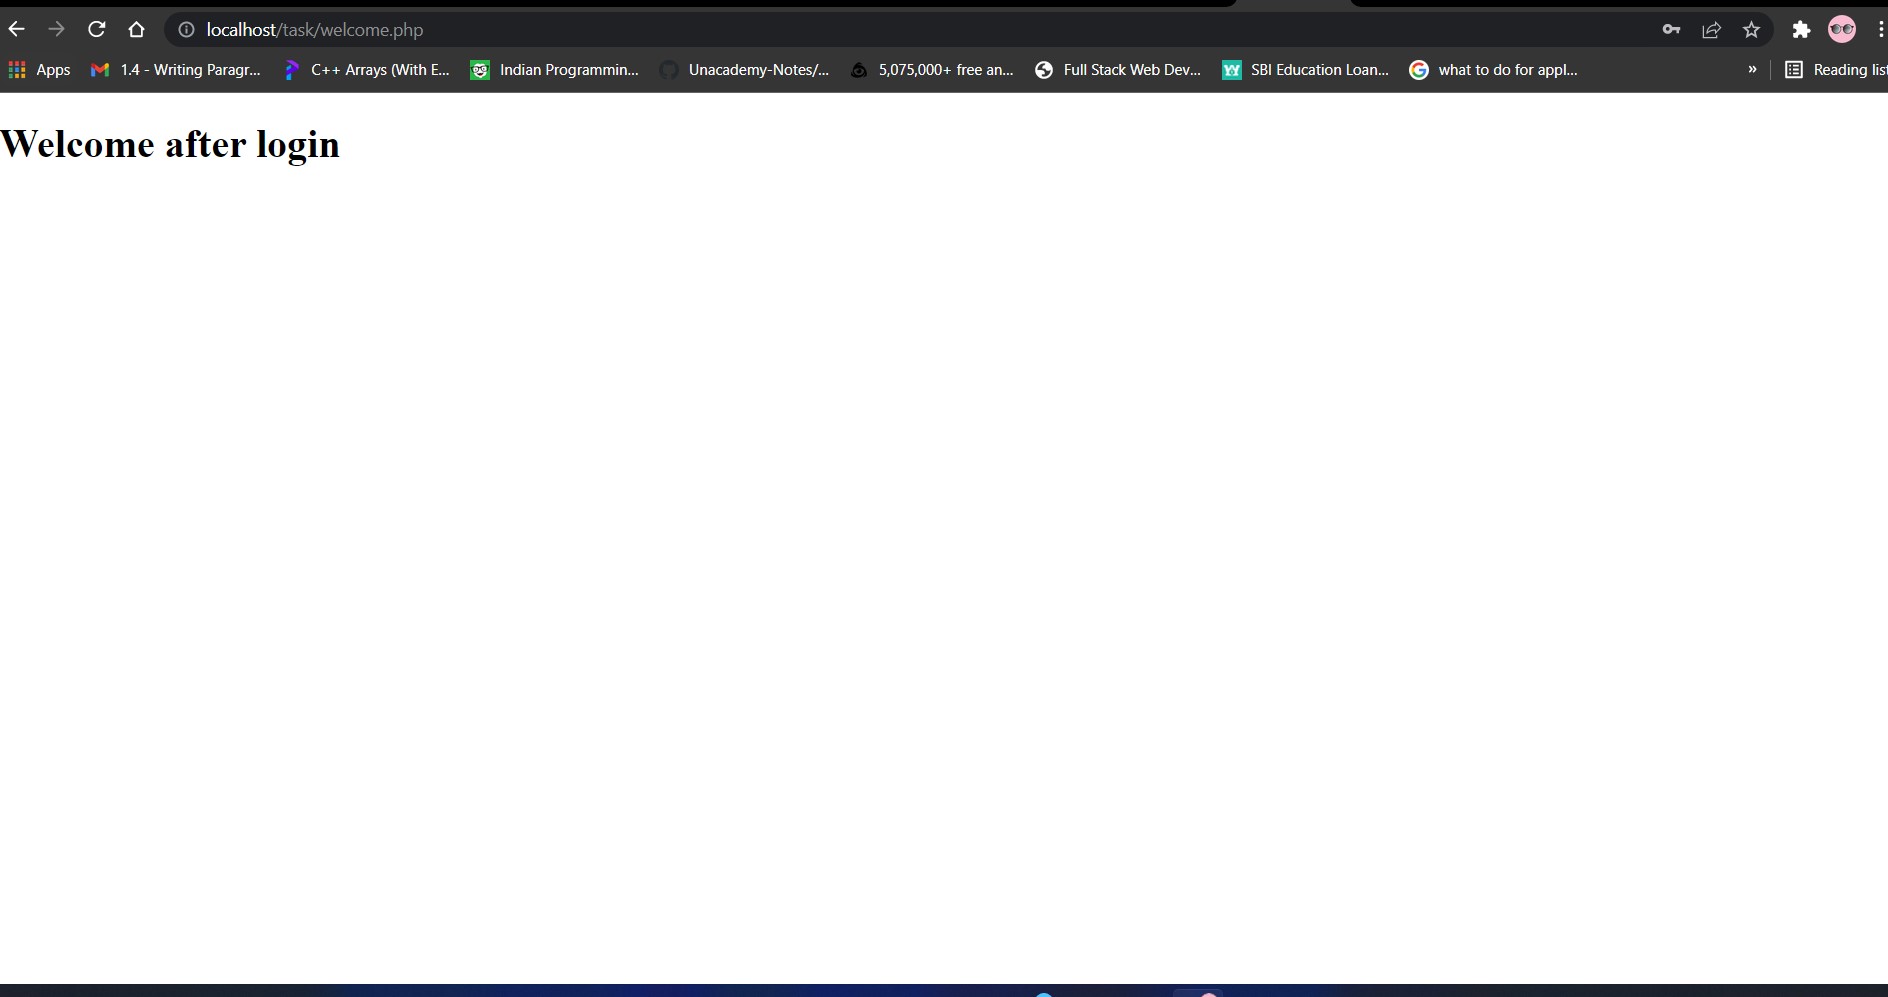 localhost/task/welcome.php
Apps 1.4 - Writing Paragr... C++ Arrays (With E... Indian Programmin... Unacademy-Notes/... 5,075,000+ free an... Full Stack Web Dev... SBI Education Loan... what to do for appl... » Reading list
Welcome after login